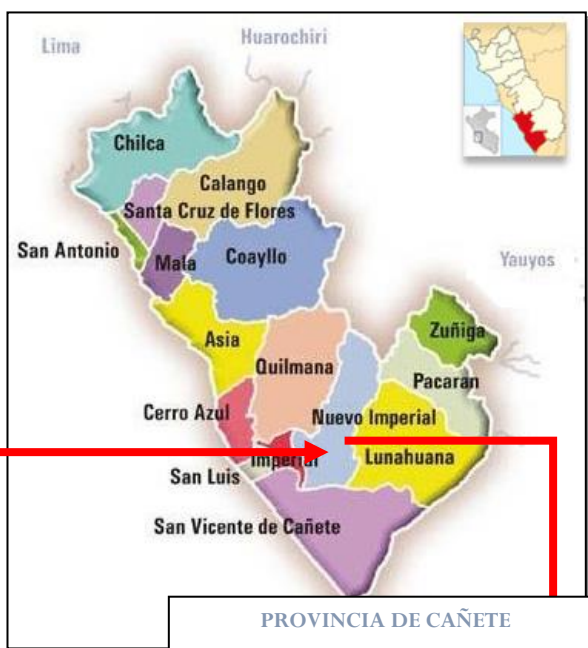 Lima
Huarochiri
Chilca
Calango
Santa Cruz de Flores
San Antonio
Mala
Coayllo
Yauyos
Asia
Zuñiga
Quilmana
Pacaran
Cerro Azul
Nuevo Imperial
Imperial
Lunahuana
San Luis
San Vicente de Cañete
PROVINCIA DE CAÑETE